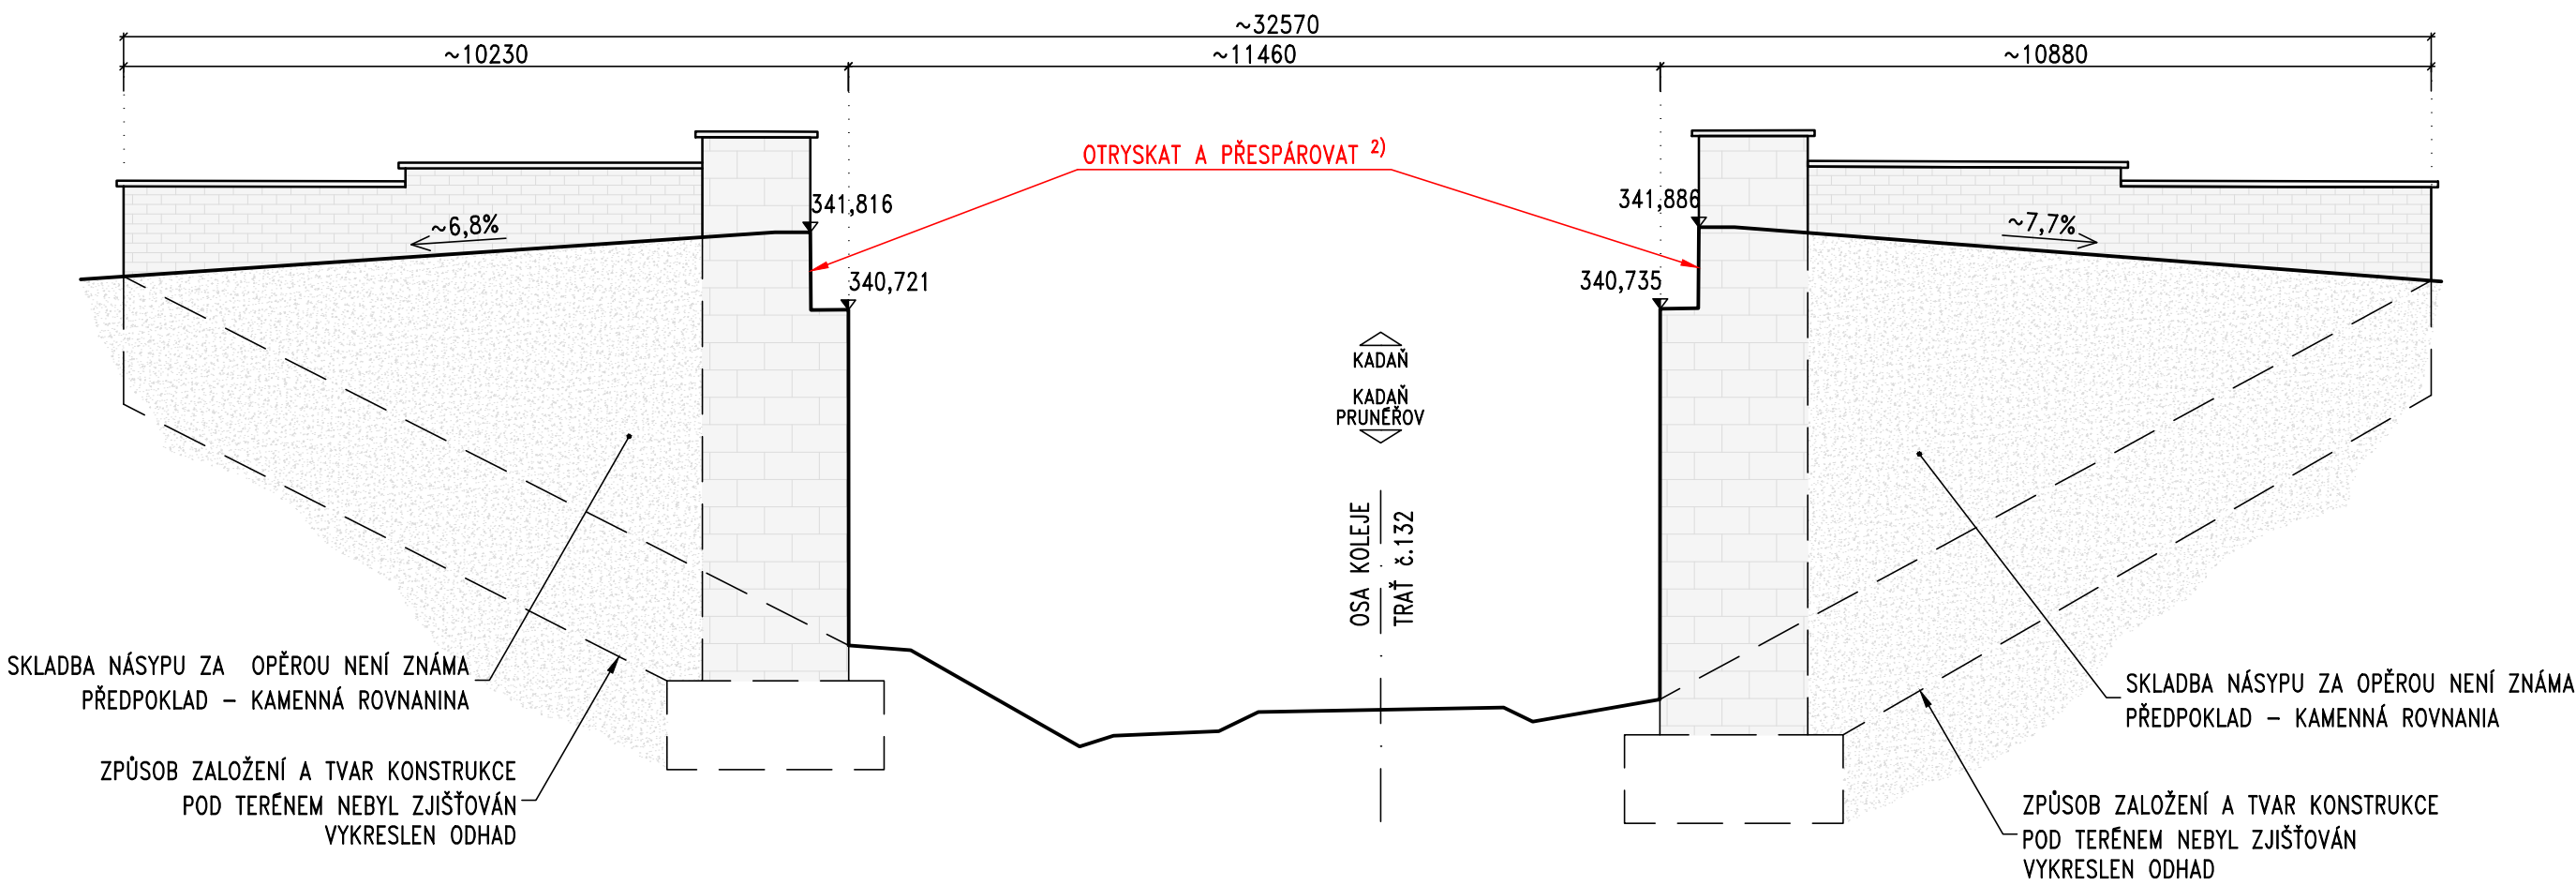 ~32570
~10230
~11460
~10880
OTRYSKAT A PŘESPÁROVAT 2)
341,816
341,886
~6,8%
~7,7%
340,721
340,735
KADAŇ
KADAŇ
PRUNÉŘOV
OSA KOLEJE
TRAŤ č.132
SKLADBA NÁSYPU ZA OPĚROU NENÍ ZNÁMA
PŘEDPOKLAD – KAMENNÁ ROVNANINA
SKLADBA NÁSYPU ZA OPĚROU NENÍ ZNÁMA
PŘEDPOKLAD – KAMENNÁ ROVNANIA
ZPŮSOB ZALOŽENÍ A TVAR KONSTRUKCE
POD TERÉNEM NEBYL ZJIŠŤOVÁN
VYKRESLEN ODHAD
ZPŮSOB ZALOŽENÍ A TVAR KONSTRUKCE
POD TERÉNEM NEBYL ZJIŠŤOVÁN
VYKRESLEN ODHAD